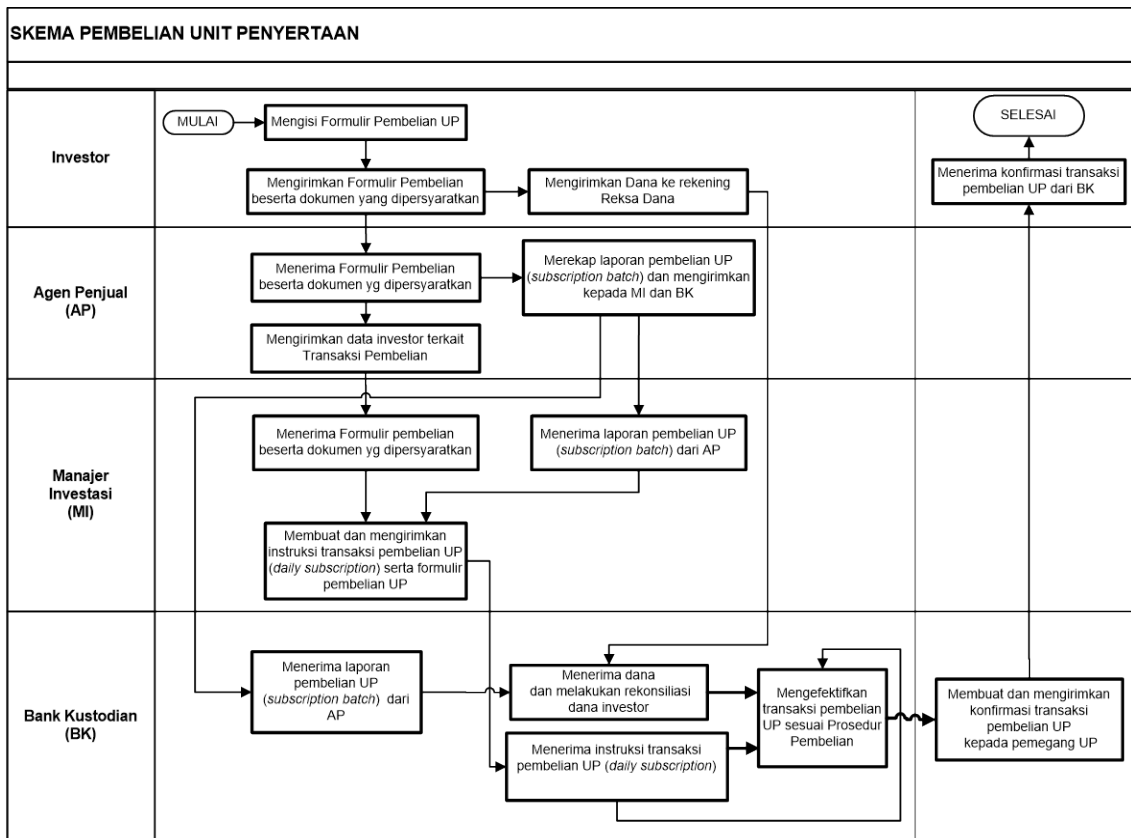 SKEMA PEMBELIAN UNIT PENYERTAAN
Investor
MULAI
Mengisi Formulir Pembelian UP
Mengirimkan Formulir Pembelian
beserta dokumen yang dipersyaratkan
Mengirimkan Dana ke rekening
Reksa Dana
SELESAI
Menerima konfirmasi transaksi
pembelian UP dari BK
Agen Penjual
(AP)
Menerima Formulir Pembelian
beserta dokumen yg dipersyaratkan
Merekap laporan pembelian UP
(subscription batch) dan mengirimkan
kepada MI dan BK
Mengirimkan data investor terkait
Transaksi Pembelian
Manajer
Investasi
(MI)
Menerima Formulir pembelian
beserta dokumen yg dipersyaratkan
Menerima laporan pembelian UP
(subscription batch) dari AP
Membuat dan mengirimkan
instruksi transaksi pembelian UP
(daily subscription) serta formulir
pembelian UP
Bank Kustodian
(BK)
Menerima laporan
pembelian UP
(subscription batch) dari
AP
Menerima dana
dan melakukan rekonsiliasi
dana investor
Menerima instruksi transaksi
pembelian UP (daily subscription)
Mengefektifkan
transaksi pembelian
UP sesuai Prosedur
Pembelian
Membuat dan mengirimkan
konfirmasi transaksi
pembelian UP
kepada pemegang UP